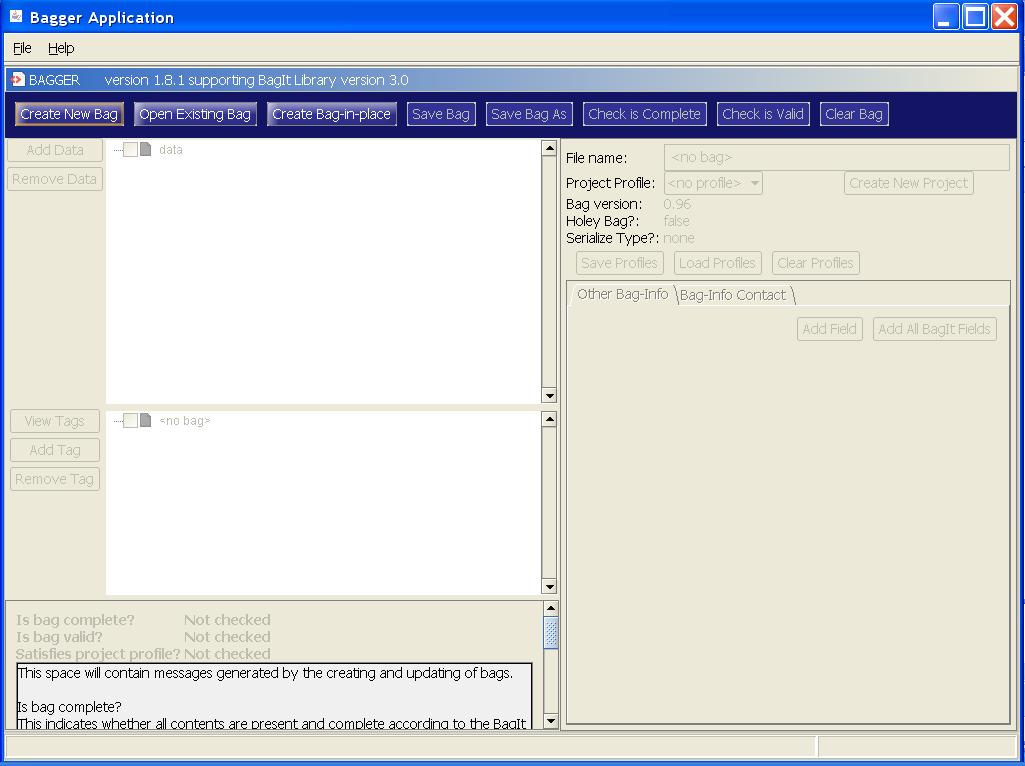 Bagger Application
File Help
BAGGER version 1.8.1 supporting BagIt Library version 3.0
Create New Bag Open Existing Bag Create Bag-in-place Save Bag Save Bag As Check is Complete Check is Valid Clear Bag
Add Data
Remove Data
data
File name: <no bag>
Project Profile: <no profile> Create New Project
Bag version: 0.96
Holey Bag?: false
Serialize Type?: none
Save Profiles Load Profiles Clear Profiles
Other Bag-Info Bag-Info Contact
Add Field Add All BagIt Fields
View Tags
Add Tag
Remove Tag
<no bag>
Is bag complete? Not checked
Is bag valid? Not checked
Satisfies project profile? Not checked
This space will contain messages generated by the creating and updating of bags.
Is bag complete?
This indicates whether all contents are present and complete according to the BagIt